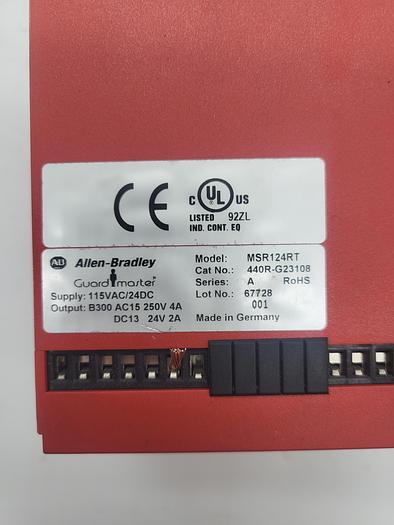 CE
C UL US
LISTED 92ZL
IND. CONT. EQ
AB Allen-Bradley
Guardmaster
Supply: 115VAC/24DC
Output: B300 AC15 250V 4A
DC13 24V 2A
Model: MSR124RT
Cat No.: 440R-G23108
Series: A RoHS
Lot No.: 67728
001
Made in Germany